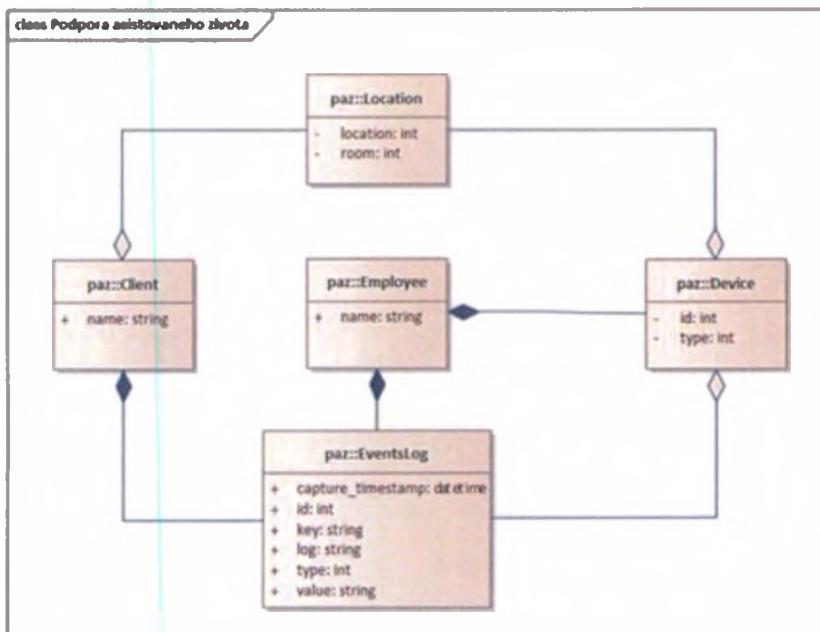 class Podpora asistovaneho zivota
paz::Location
- location: int
- room: int
paz::Client
+ name: string
paz::Employee
+ name: string
paz::Device
- id: int
- type: int
paz::EventsLog
+ capture_timestamp: datetime
+ id: int
+ key: string
+ log: string
+ type: int
+ value: string